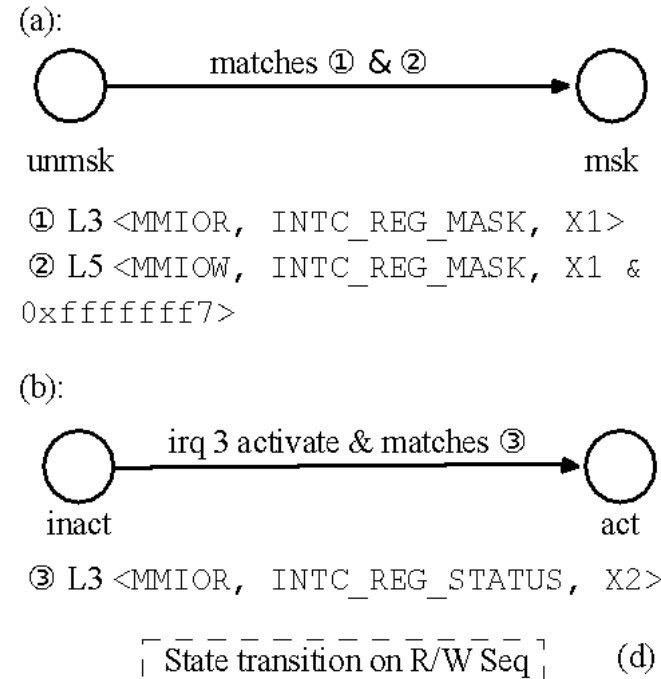 (a):
matches ① & ②
unmsk msk
① L3 <MMIOR, INTC_REG_MASK, X1>
② L5 <MMIOW, INTC_REG_MASK, X1 &
0xfffffff7>
(b):
irq 3 activate & matches ③
inact act
③ L3 <MMIOR, INTC_REG_STATUS, X2>
State transition on R/W Seq (d)